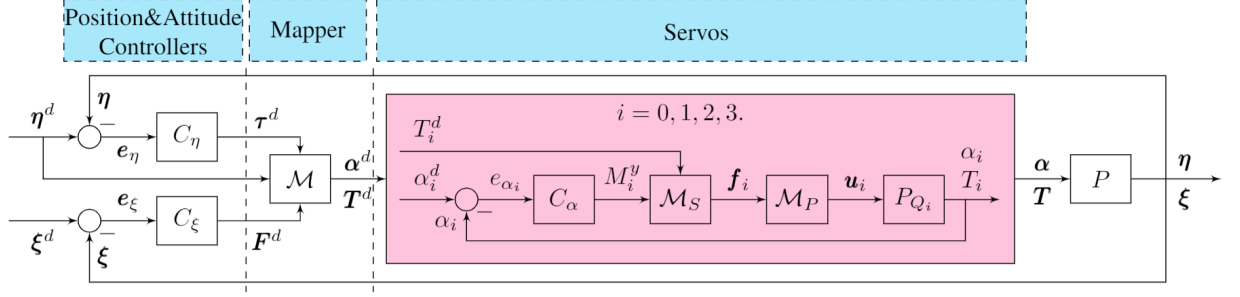 Position&Attitude
Controllers
Mapper
Servos
η
η^d
−
e_η
C_η
τ^d
e_ξ
C_ξ
F^d
ξ^d
−
ξ
M
α^d
T^d
i = 0, 1, 2, 3.
T_i^d
α_i^d
e_{α_i}
−
α_i
C_α
M_i^y
M_S
f_i
M_P
u_i
P_{Q_i}
α_i
T_i
α
T
P
η
ξ